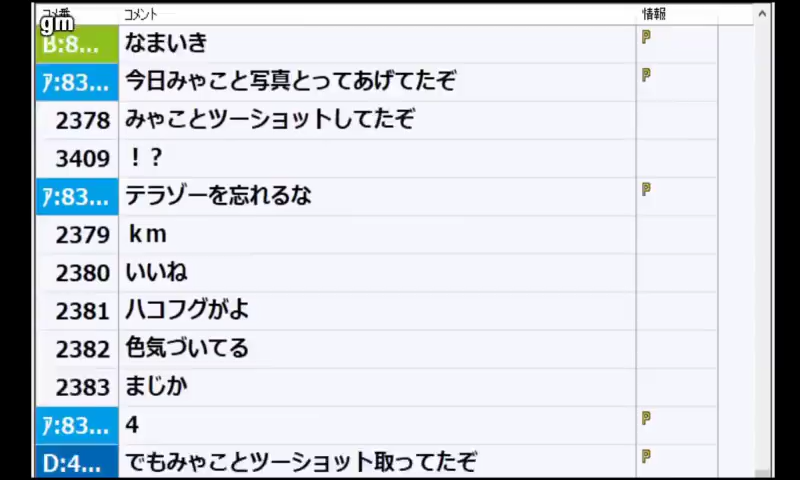 コメ番 コメント 情報
gm
B:8... なまいき P
ｱ:83... 今日みゃこと写真とってあげてたぞ P
2378 みゃことツーショットしてたぞ
3409 ！？
ｱ:83... テラゾーを忘れるな P
2379 ｋｍ
2380 いいね
2381 ハコフグがよ
2382 色気づいてる
2383 まじか
ｱ:83... 4 P
D:4... でもみゃことツーショット取ってたぞ P